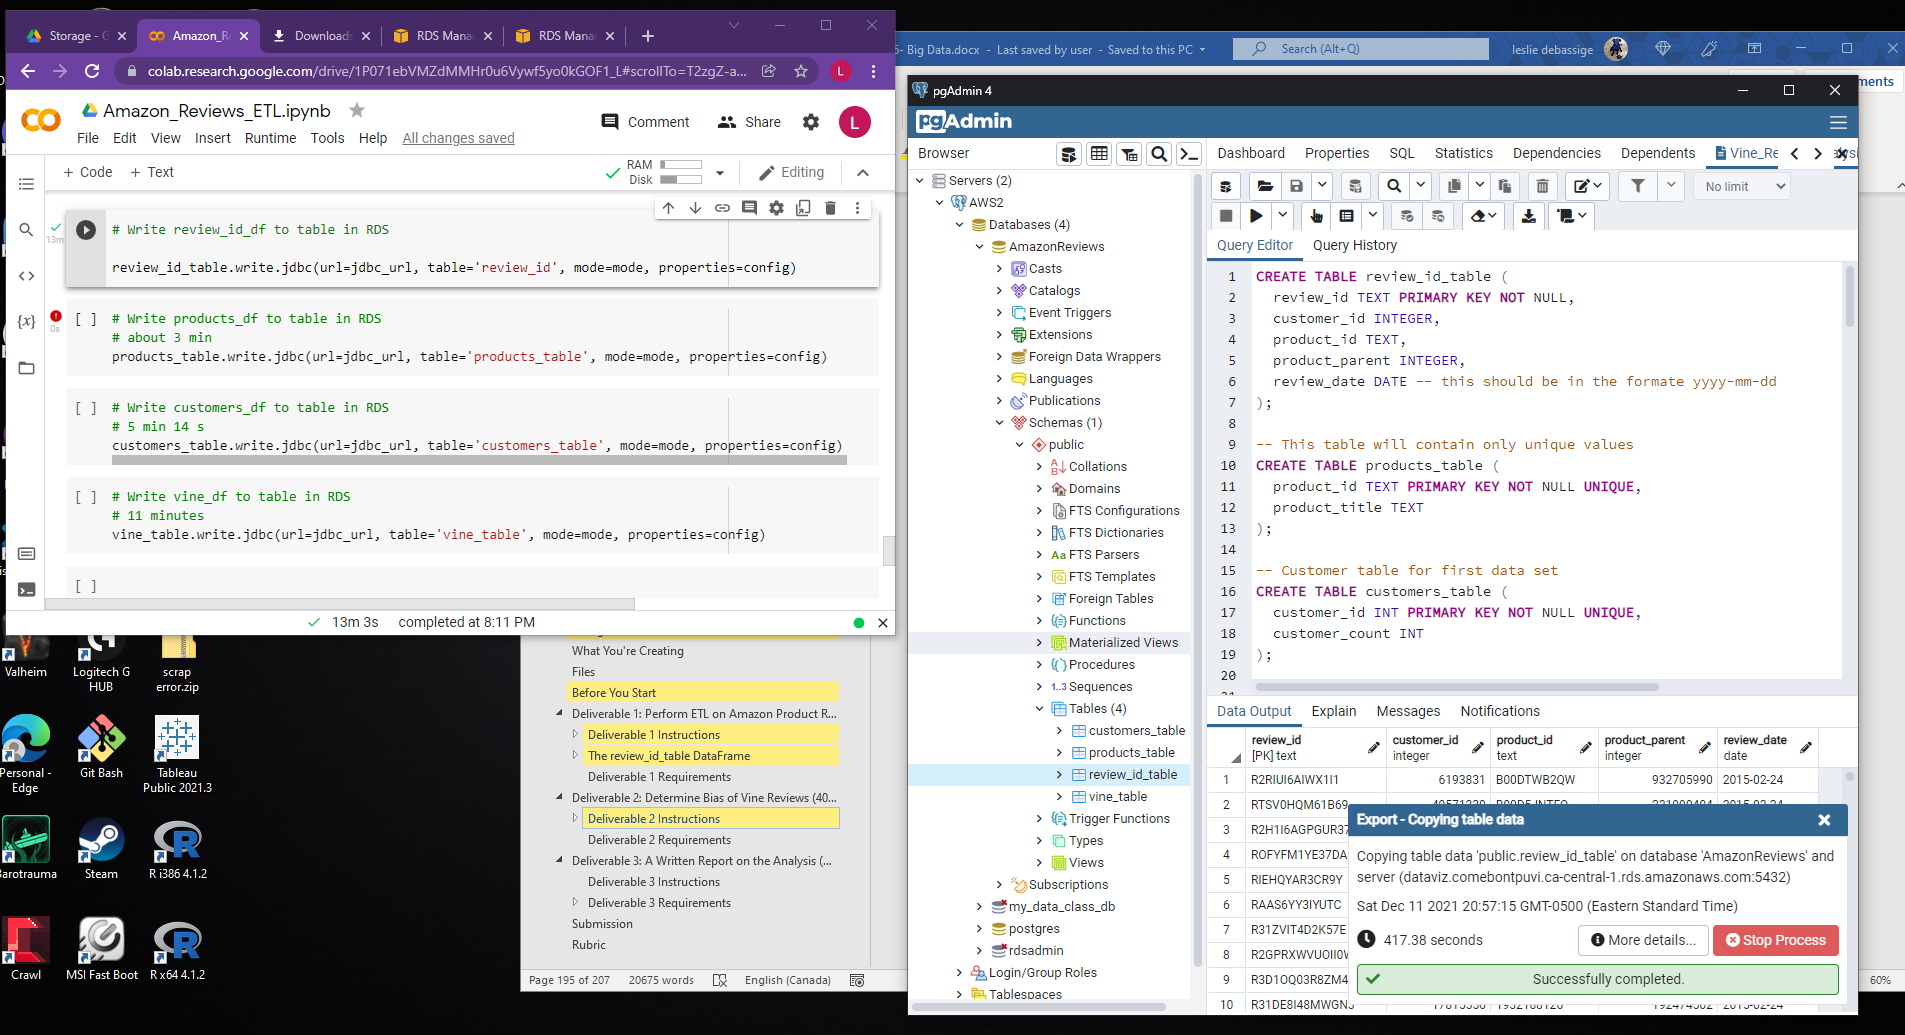 Storage - G
Amazon_R
Downloads
RDS Mana
RDS Mana
colab.research.google.com/drive/1P071ebVMZdMMHr0u6Vywf5yo0kGOF1_L#scrollTo=T2zgZ-a...
L
Amazon_Reviews_ETL.ipynb
File Edit View Insert Runtime Tools Help All changes saved
Comment
Share
L
+ Code + Text
RAM
Disk
Editing
13m
# Write review_id_df to table in RDS
review_id_table.write.jdbc(url=jdbc_url, table='review_id', mode=mode, properties=config)
0s
[ ] # Write products_df to table in RDS
# about 3 min
products_table.write.jdbc(url=jdbc_url, table='products_table', mode=mode, properties=config)
[ ] # Write customers_df to table in RDS
# 5 min 14 s
customers_table.write.jdbc(url=jdbc_url, table='customers_table', mode=mode, properties=config)
[ ] # Write vine_df to table in RDS
# 11 minutes
vine_table.write.jdbc(url=jdbc_url, table='vine_table', mode=mode, properties=config)
[ ]
13m 3s completed at 8:11 PM
- Big Data.docx - Last saved by user - Saved to this PC
Search (Alt+Q)
leslie debassige
ments
Valheim
Logitech G
HUB
scrap
error.zip
Personal -
Edge
Git Bash
Tableau
Public 2021.3
Barotrauma
Steam
R i386 4.1.2
Crawl
MSI Fast Boot
R x64 4.1.2
What You're Creating
Files
Before You Start
Deliverable 1: Perform ETL on Amazon Product R...
Deliverable 1 Instructions
The review_id_table DataFrame
Deliverable 1 Requirements
Deliverable 2: Determine Bias of Vine Reviews (40...
Deliverable 2 Instructions
Deliverable 2 Requirements
Deliverable 3: A Written Report on the Analysis (...
Deliverable 3 Instructions
Deliverable 3 Requirements
Submission
Rubric
Page 195 of 207 20675 words English (Canada)
60%
pgAdmin 4
pgAdmin
Browser
Servers (2)
AWS2
Databases (4)
AmazonReviews
Casts
Catalogs
Event Triggers
Extensions
Foreign Data Wrappers
Languages
Publications
Schemas (1)
public
Collations
Domains
FTS Configurations
FTS Dictionaries
Aa FTS Parsers
FTS Templates
Foreign Tables
Functions
Materialized Views
Procedures
1..3 Sequences
Tables (4)
customers_table
products_table
review_id_table
vine_table
Trigger Functions
Types
Views
Subscriptions
my_data_class_db
postgres
rdsadmin
Login/Group Roles
Tablespaces
Dashboard Properties SQL Statistics Dependencies Dependents Vine_Re
No limit
Query Editor Query History
1 CREATE TABLE review_id_table (
2 review_id TEXT PRIMARY KEY NOT NULL,
3 customer_id INTEGER,
4 product_id TEXT,
5 product_parent INTEGER,
6 review_date DATE -- this should be in the formate yyyy-mm-dd
7 );
8
9 -- This table will contain only unique values
10 CREATE TABLE products_table (
11 product_id TEXT PRIMARY KEY NOT NULL UNIQUE,
12 product_title TEXT
13 );
14
15 -- Customer table for first data set
16 CREATE TABLE customers_table (
17 customer_id INT PRIMARY KEY NOT NULL UNIQUE,
18 customer_count INT
19 );
20
Data Output Explain Messages Notifications
review_id customer_id product_id product_parent review_date
[PK] text integer text integer date
1 R2RIUI6AIWX1I1 6193831 B00DTWB2QW 932705990 2015-02-24
2 RTSV0HQM61B69
3 R2H1I6AGPGUR37
4 ROFYFM1YE37DA
5 RIEHQYAR3CR9Y
6 RAAS6YY3IYUTC
7 R31ZVIT4D2K57E
8 R2GPRXWVUOII0W
9 R3D1OQ03R8ZM4
10 R31DE8I48MWGN3
Export - Copying table data
Copying table data 'public.review_id_table' on database 'AmazonReviews' and
server (dataviz.comebontpuvi.ca-central-1.rds.amazonaws.com:5432)
Sat Dec 11 2021 20:57:15 GMT-0500 (Eastern Standard Time)
417.38 seconds
More details...
Stop Process
Successfully completed.